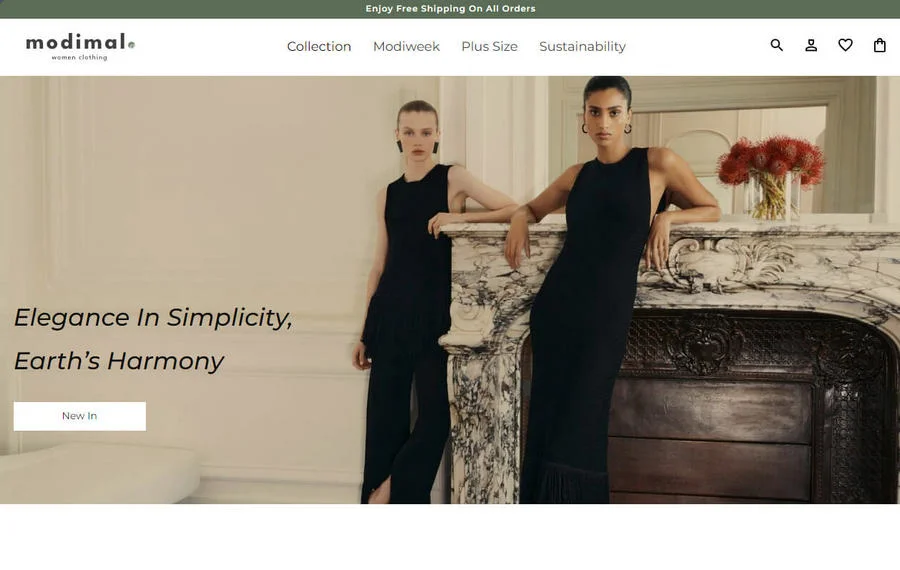 Enjoy Free Shipping On All Orders
modimal.
women clothing
Collection
Modiweek
Plus Size
Sustainability
Elegance In Simplicity,
Earth's Harmony
New In